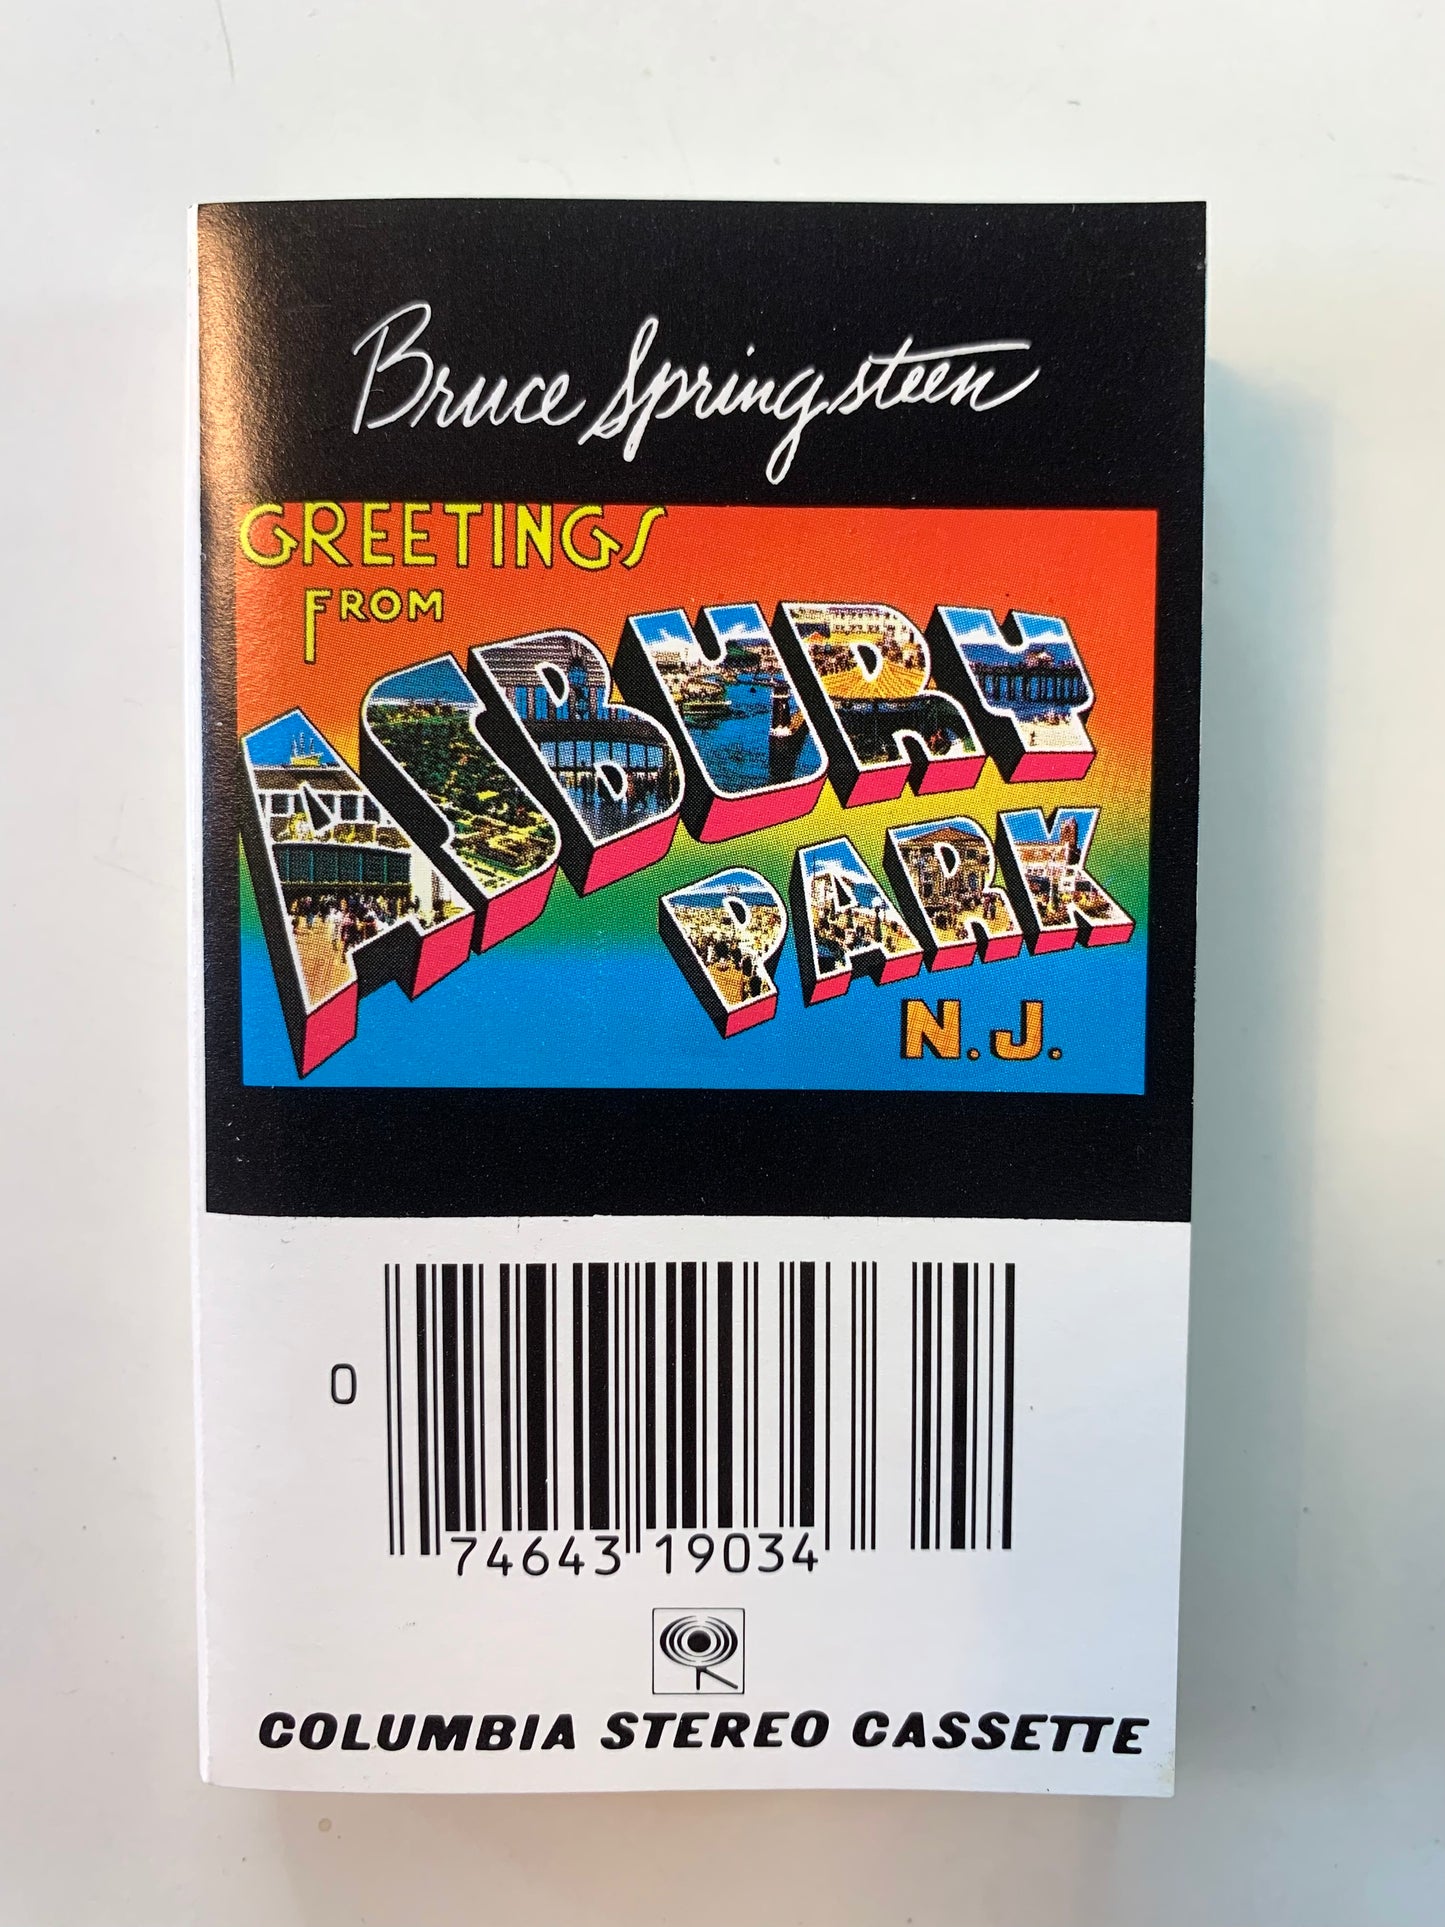 Bruce Springsteen
GREETINGS
FROM
ASBURY
PARK
N.J.
0
74643 19034
COLUMBIA STEREO CASSETTE